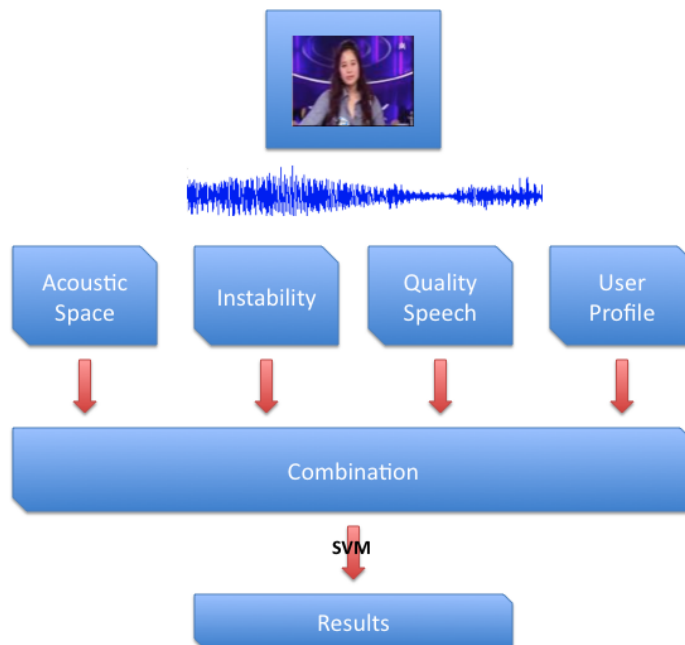 Acoustic
Space
Instability
Quality
Speech
User
Profile
Combination
SVM
Results